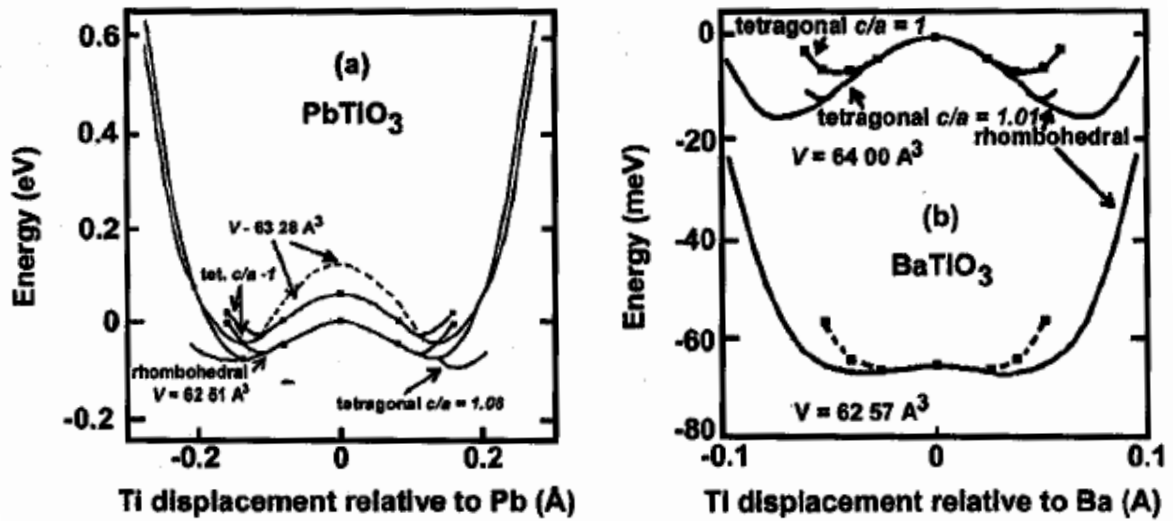 (a)
PbTiO3
Energy (eV)
0.6
0.4
0.2
0
-0.2
V - 63 28 A3
tet. c/a -1
rhombohedral
V = 62 51 A3
tetragonal c/a = 1.08
-0.2
0
0.2
Ti displacement relative to Pb (Å)
(b)
BaTiO3
Energy (meV)
-0
-20
-40
-60
-80
tetragonal c/a = 1
tetragonal c/a = 1.01
rhombohedral
V = 64 00 A3
V = 62 57 A3
-0.1
0
0.1
Ti displacement relative to Ba (A)